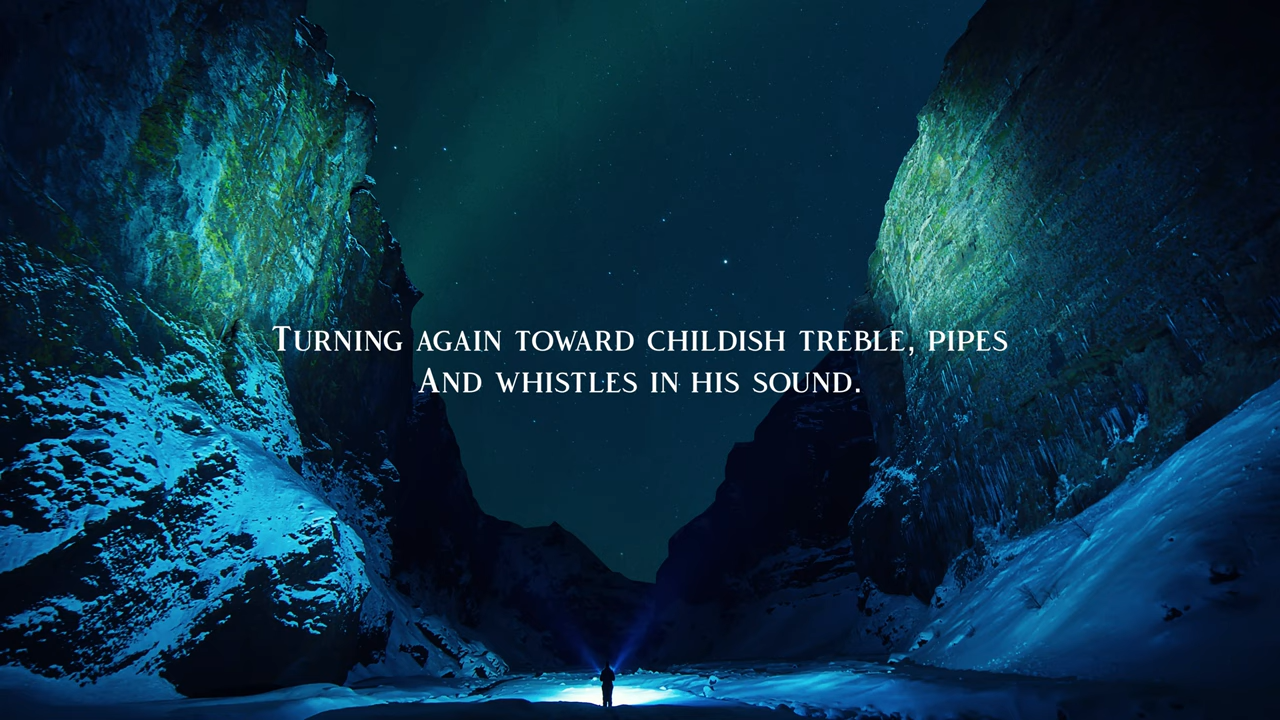 Turning again toward childish treble, pipes
And whistles in his sound.